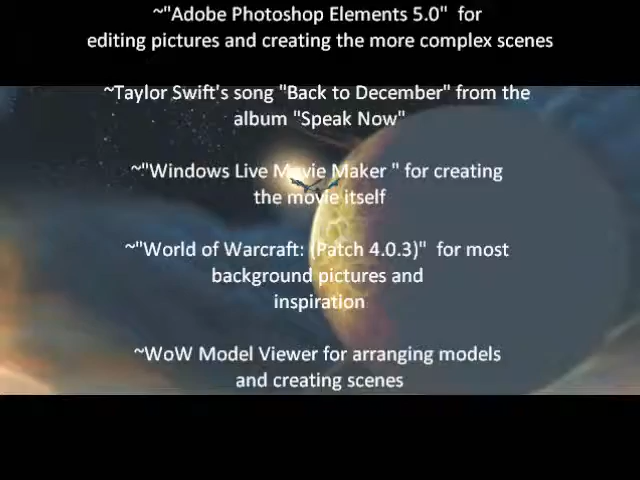 ~"Adobe Photoshop Elements 5.0"  for
editing pictures and creating the more complex scenes
~Taylor Swift's song "Back to December" from the
album "Speak Now"
~"Windows Live Movie Maker " for creating
the movie itself
~"World of Warcraft: (Patch 4.0.3)"  for most
background pictures and
inspiration
~WoW Model Viewer for arranging models
and creating scenes